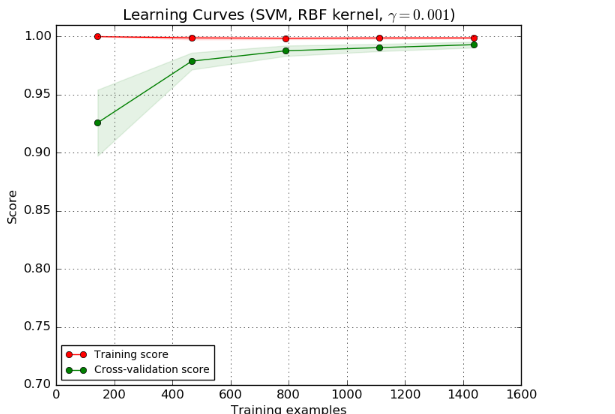 Learning Curves (SVM, RBF kernel, γ = 0.001)
1.00
0.95
0.90
0.85
0.80
0.75
0.70
Score
Training score
Cross-validation score
0 200 400 600 800 1000 1200 1400 1600
Training examples